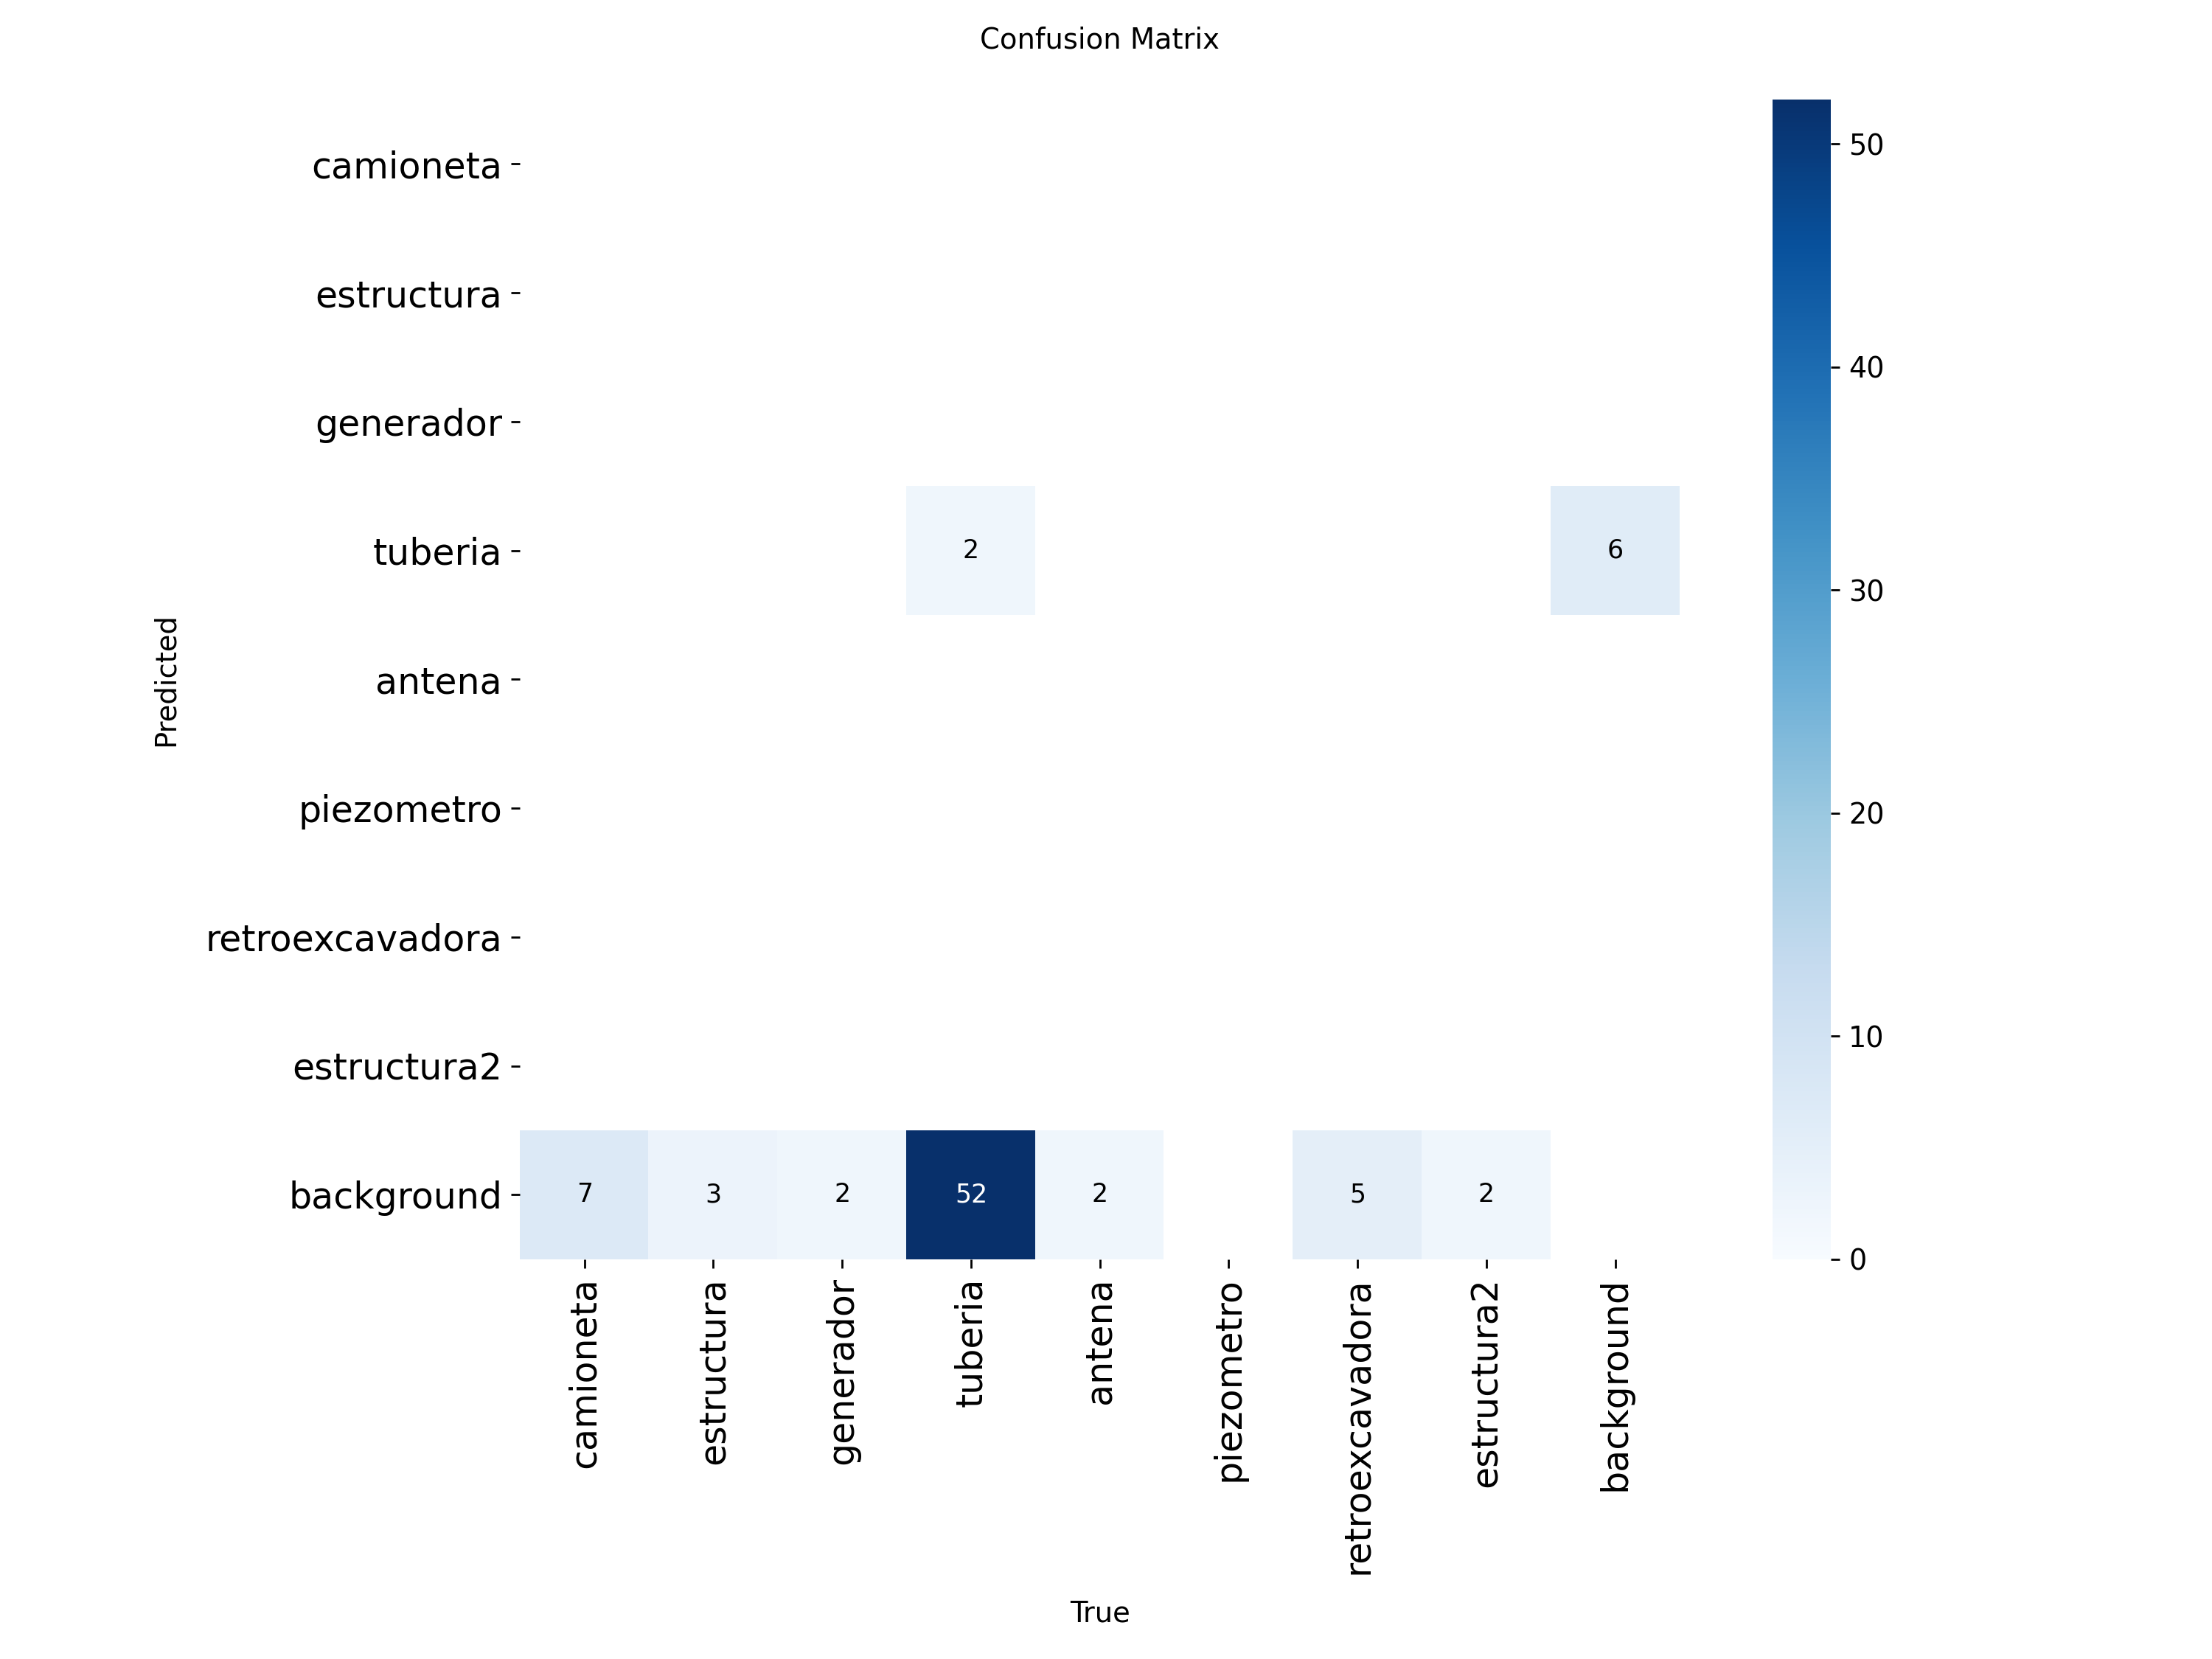 Confusion Matrix
camioneta
estructura
generador
tuberia
antena
piezometro
retroexcavadora
estructura2
background
Predicted
2
6
7
3
2
52
2
5
2
camioneta
estructura
generador
tuberia
antena
piezometro
retroexcavadora
estructura2
background
True
50
40
30
20
10
0